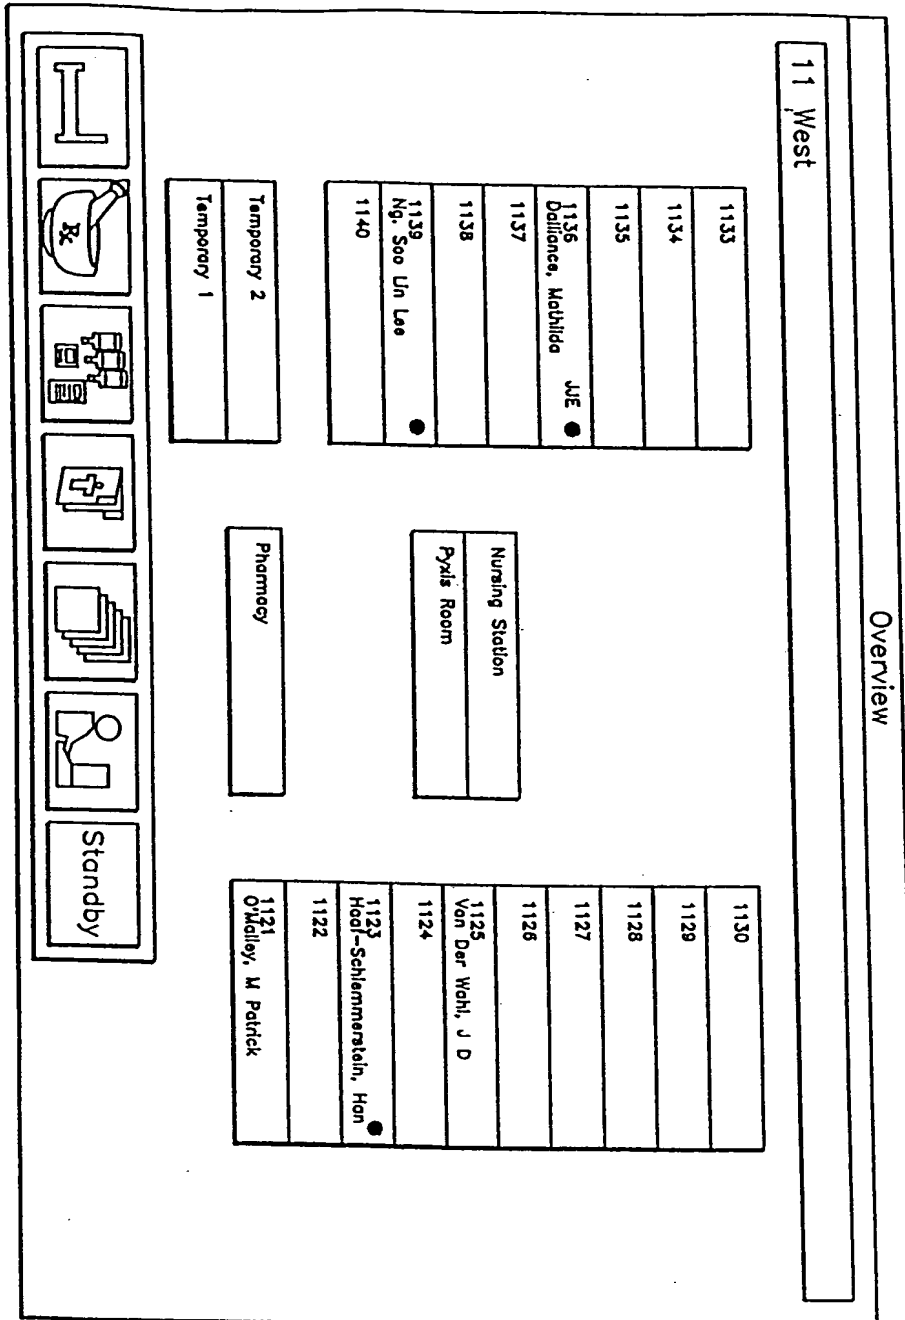 Overview
11 West
1133
1134
1135
1136
Dalliance, Mathilda JJE
1137
1138
1139
Ng. Soo Lin Lee
1140
Temporary 2
Temporary 1
Nursing Station
Pyxis Room
Pharmacy
1130
1129
1128
1127
1126
1125
Van Der Wahl, J D
1124
1123
Haal-Schlemmerstein, Han
1122
1121
O'Malley, M Patrick
Rx
Standby